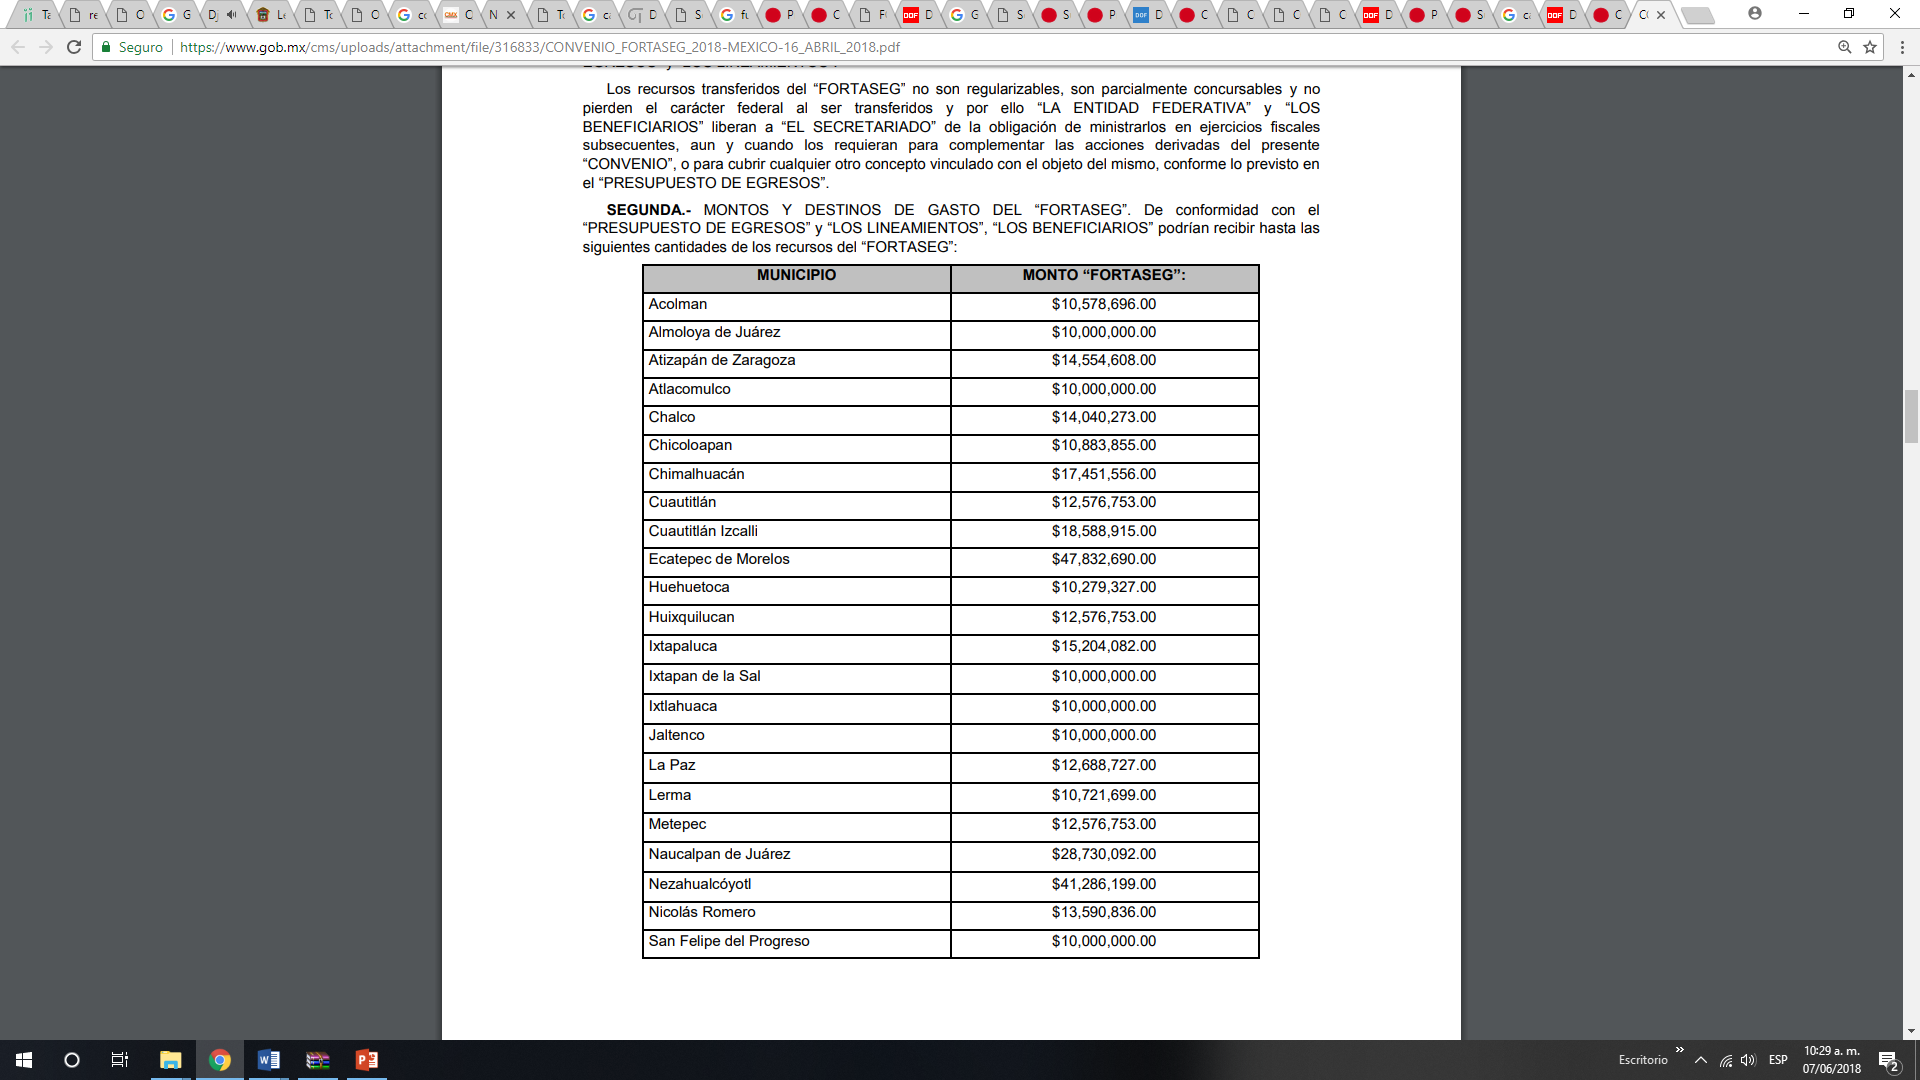 Seguro
https://www.gob.mx/cms/uploads/attachment/file/316833/CONVENIO_FORTASEG_2018-MEXICO-16_ABRIL_2018.pdf
Los recursos transferidos del “FORTASEG” no son regularizables, son parcialmente concursables y no
pierden el carácter federal al ser transferidos y por ello “LA ENTIDAD FEDERATIVA” y “LOS
BENEFICIARIOS” liberan a “EL SECRETARIADO” de la obligación de ministrarlos en ejercicios fiscales
subsecuentes, aun y cuando los requieran para complementar las acciones derivadas del presente
“CONVENIO”, o para cubrir cualquier otro concepto vinculado con el objeto del mismo, conforme lo previsto en
el “PRESUPUESTO DE EGRESOS”.
SEGUNDA.- MONTOS Y DESTINOS DE GASTO DEL “FORTASEG”. De conformidad con el
“PRESUPUESTO DE EGRESOS” y “LOS LINEAMIENTOS”, “LOS BENEFICIARIOS” podrían recibir hasta las
siguientes cantidades de los recursos del “FORTASEG”:
MUNICIPIO MONTO “FORTASEG”:
Acolman $10,578,696.00
Almoloya de Juárez $10,000,000.00
Atizapán de Zaragoza $14,554,608.00
Atlacomulco $10,000,000.00
Chalco $14,040,273.00
Chicoloapan $10,883,855.00
Chimalhuacán $17,451,556.00
Cuautitlán $12,576,753.00
Cuautitlán Izcalli $18,588,915.00
Ecatepec de Morelos $47,832,690.00
Huehuetoca $10,279,327.00
Huixquilucan $12,576,753.00
Ixtapaluca $15,204,082.00
Ixtapan de la Sal $10,000,000.00
Ixtlahuaca $10,000,000.00
Jaltenco $10,000,000.00
La Paz $12,688,727.00
Lerma $10,721,699.00
Metepec $12,576,753.00
Naucalpan de Juárez $28,730,092.00
Nezahualcóyotl $41,286,199.00
Nicolás Romero $13,590,836.00
San Felipe del Progreso $10,000,000.00
Escritorio
ESP
10:29 a. m.
07/06/2018
2